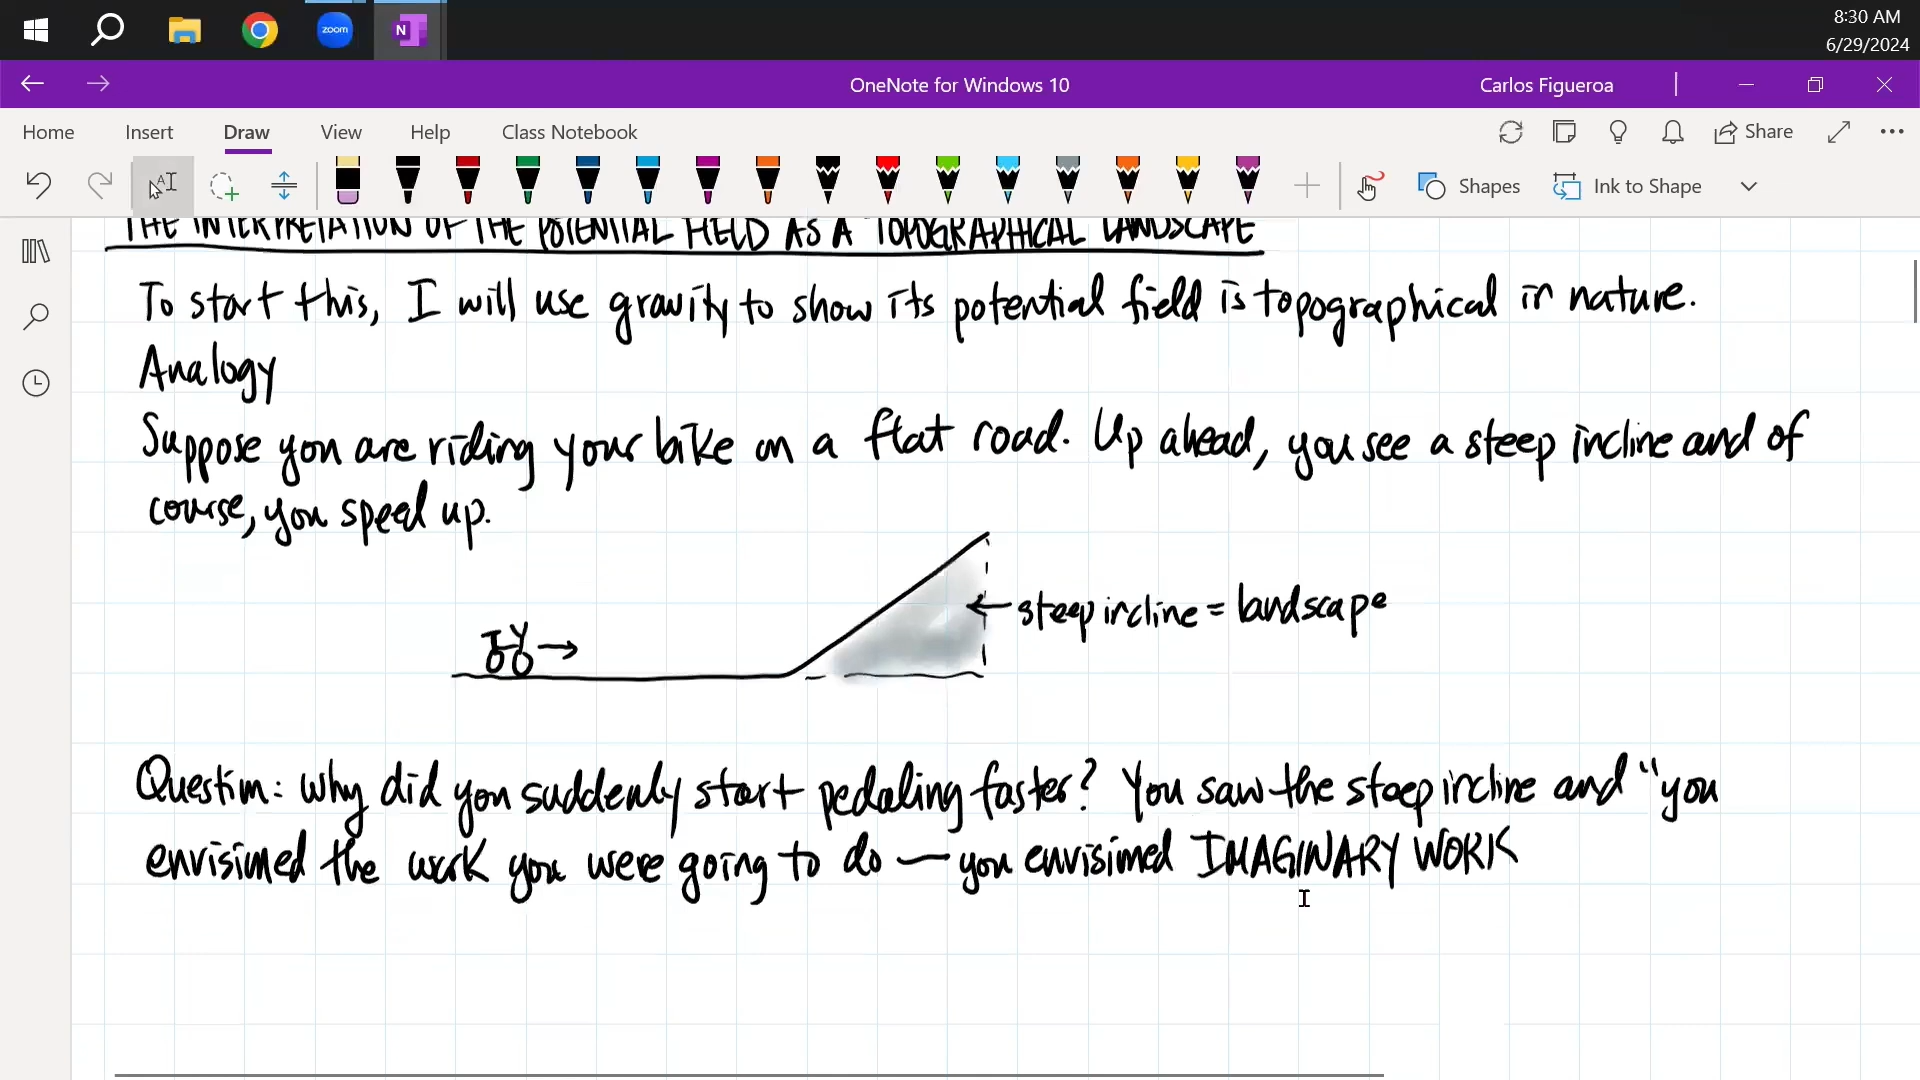 8:30 AM
zoom
N
6/29/2024
OneNote for Windows 10
Carlos Figueroa
Home Insert Draw View Help Class Notebook
Share
Shapes
Ink to Shape
THE INTERPRETATION OF THE POTENTIAL FIELD AS A TOPOGRAPHICAL LANDSCAPE
To start this, I will use gravity to show its potential field is topographical in nature.
Analogy
Suppose you are riding your bike on a flat road. Up ahead, you see a steep incline and of
course, you speed up.
steep incline = landscape
Question: Why did you suddenly start pedaling faster? You saw the steep incline and "you
envisioned the work you were going to do — you envisioned IMAGINARY WORK